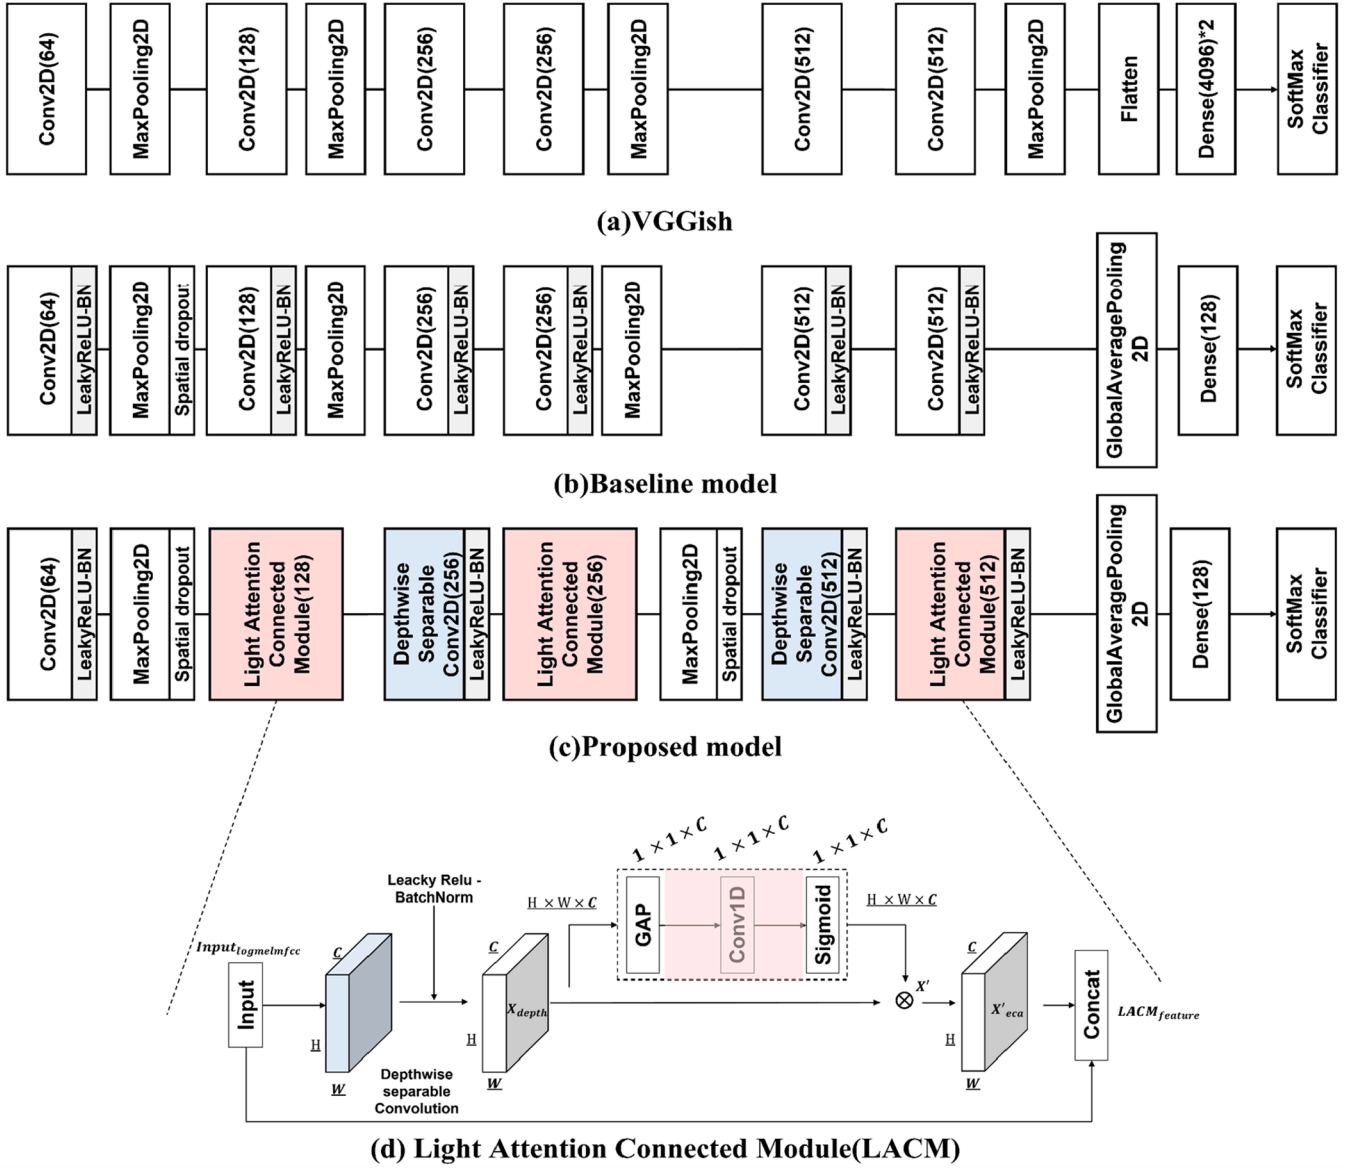 Conv2D(64)
MaxPooling2D
Conv2D(128)
MaxPooling2D
Conv2D(256)
Conv2D(256)
MaxPooling2D
Conv2D(512)
Conv2D(512)
MaxPooling2D
Flatten
Dense(4096)*2
SoftMax
Classifier
(a)VGGish
Conv2D(64)
LeakyReLU-BN
MaxPooling2D
Spatial dropout
Conv2D(128)
LeakyReLU-BN
MaxPooling2D
Conv2D(256)
LeakyReLU-BN
Conv2D(256)
LeakyReLU-BN
MaxPooling2D
Conv2D(512)
LeakyReLU-BN
Conv2D(512)
LeakyReLU-BN
GlobalAveragePooling
2D
Dense(128)
SoftMax
Classifier
(b)Baseline model
Conv2D(64)
LeakyReLU-BN
MaxPooling2D
Spatial dropout
Light Attention
Connected
Module(128)
Depthwise
Separable
Conv2D(256)
LeakyReLU-BN
Light Attention
Connected
Module(256)
MaxPooling2D
Spatial dropout
Depthwise
Separable
Conv2D(512)
LeakyReLU-BN
Light Attention
Connected
Module(512)
LeakyReLU-BN
GlobalAveragePooling
2D
Dense(128)
SoftMax
Classifier
(c)Proposed model
1 × 1 × C
1 × 1 × C
1 × 1 × C
Leacky Relu -
BatchNorm
H × W × C
GAP
Conv1D
Sigmoid
H × W × C
Input_logmelmfcc
Input
C
H
W
Depthwise
separable
Convolution
C
X_depth
H
W
X'
C
X'_eca
H
W
Concat
LACM_feature
(d) Light Attention Connected Module(LACM)